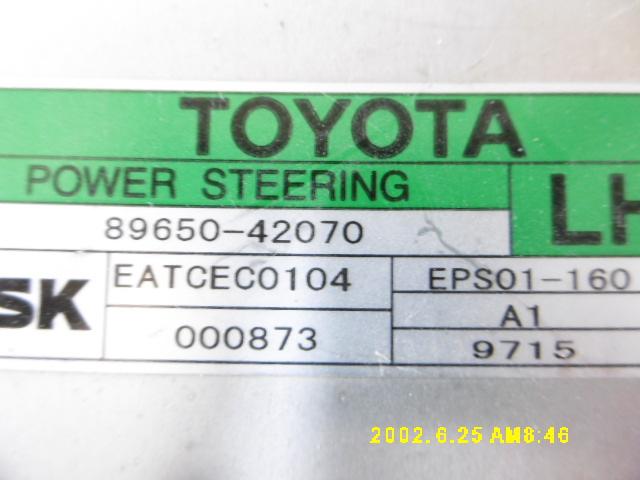 TOYOTA
POWER STEERING
LH
89650-42070
SK
EATCEC0104
EPS01-160
A1
000873
9715
2002.6.25 AM8:46